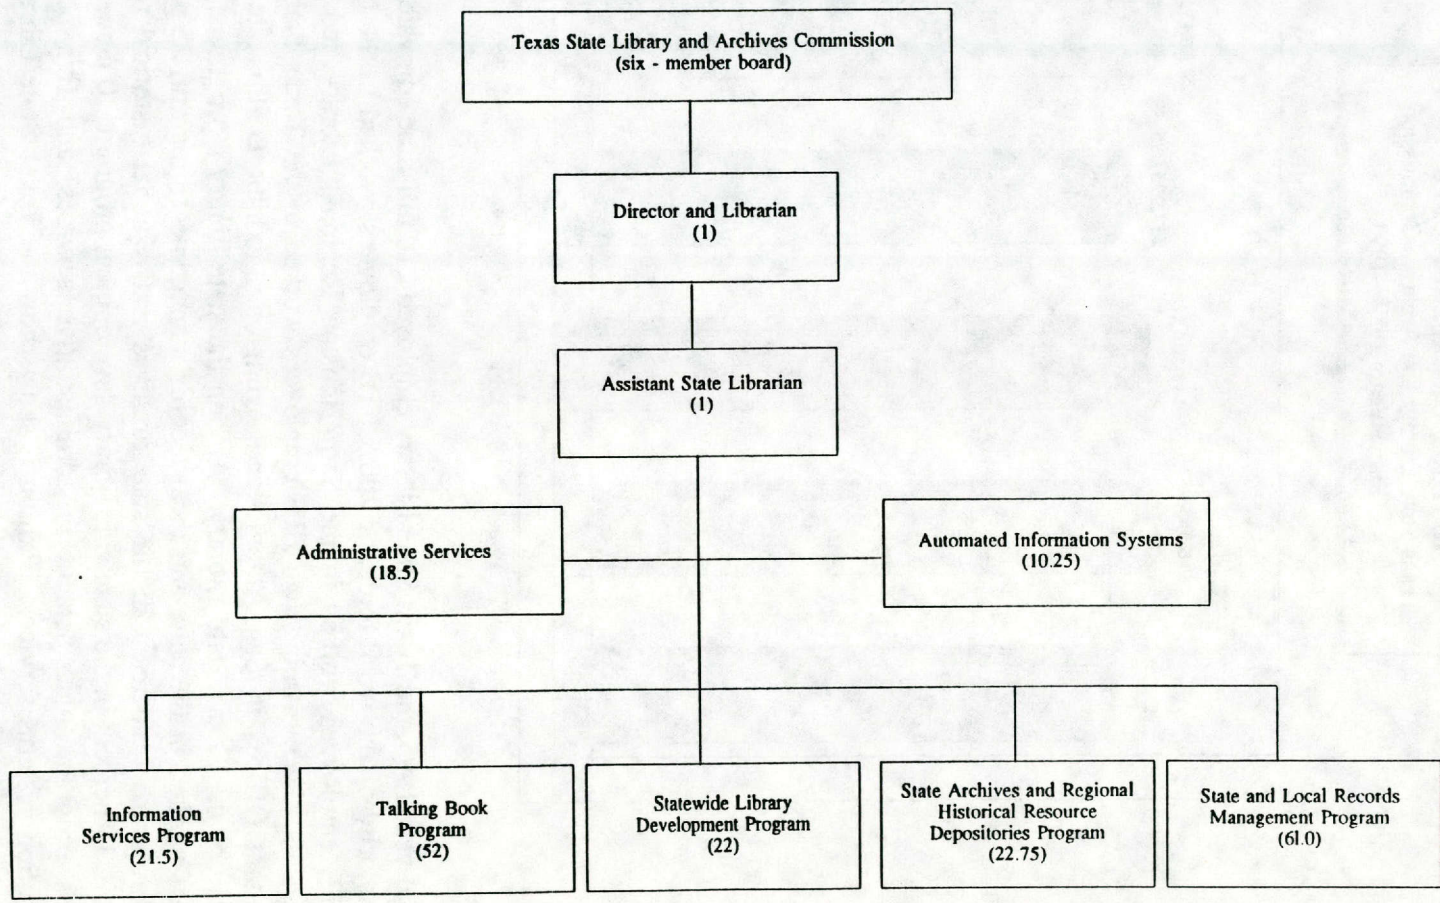 Texas State Library and Archives Commission
(six - member board)
Director and Librarian
(1)
Assistant State Librarian
(1)
Administrative Services
(18.5)
Automated Information Systems
(10.25)
Information
Services Program
(21.5)
Talking Book
Program
(52)
Statewide Library
Development Program
(22)
State Archives and Regional
Historical Resource
Depositories Program
(22.75)
State and Local Records
Management Program
(61.0)